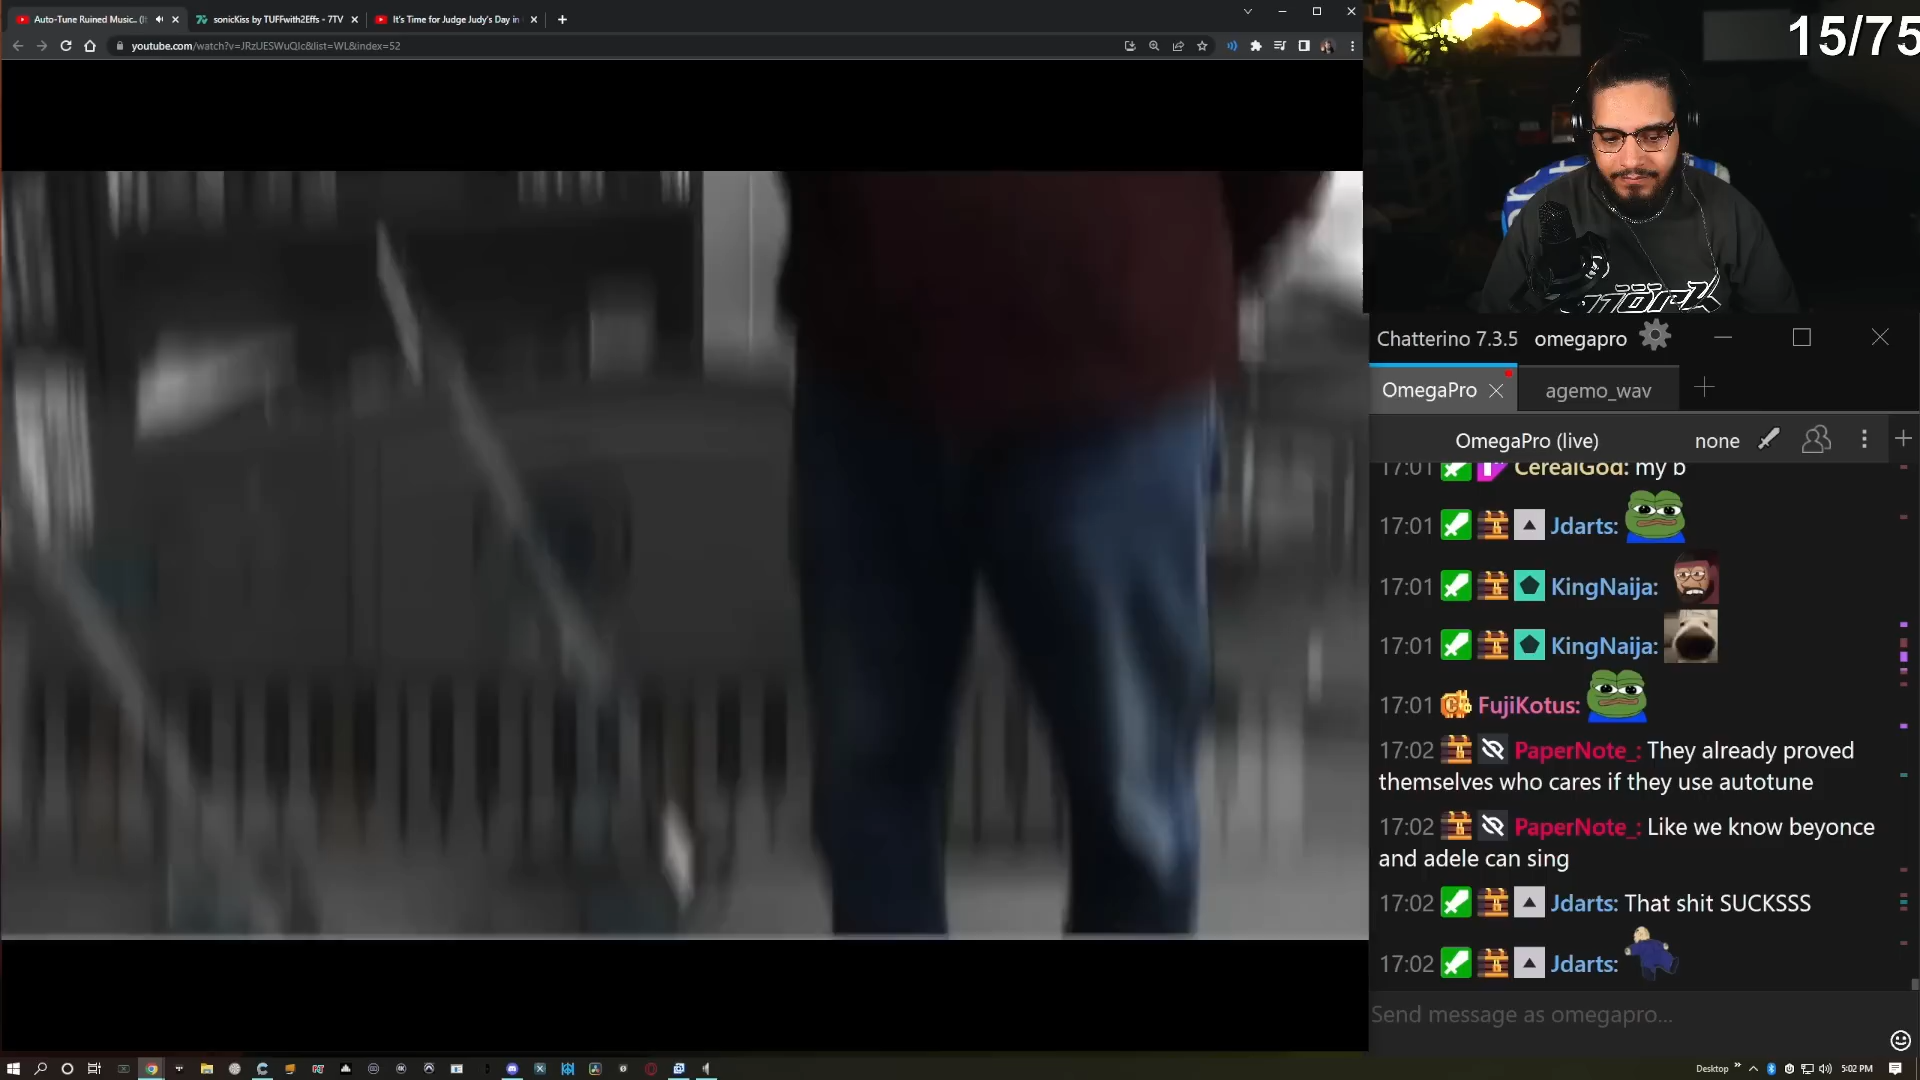 Auto-Tune Ruined Music.. (I
sonicKiss by TUFFwith2Effs - 7TV
It's Time for Judge Judy's Day in
youtube.com/watch?v=JRzUESWuQIc&list=WL&index=52
15/75
Chatterino 7.3.5 omegapro
OmegaPro
agemo_wav
OmegaPro (live)
none
17:01 CerealGod: my b
17:01 Jdarts:
17:01 KingNaija:
17:01 KingNaija:
17:01 FujiKotus:
17:02 PaperNote_: They already proved
themselves who cares if they use autotune
17:02 PaperNote_: Like we know beyonce
and adele can sing
17:02 Jdarts: That shit SUCKSSS
17:02 Jdarts:
Send message as omegapro...
Desktop
5:02 PM